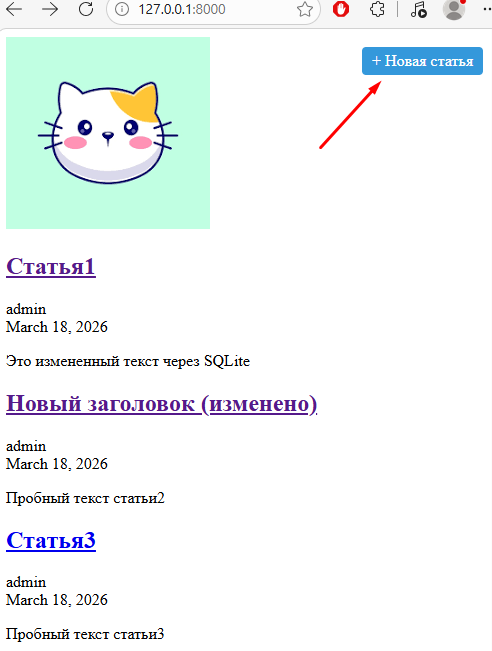 127.0.0.1:8000
+ Новая статья
Статья1
admin
March 18, 2026
Это измененный текст через SQLite
Новый заголовок (изменено)
admin
March 18, 2026
Пробный текст статьи2
Статья3
admin
March 18, 2026
Пробный текст статьи3